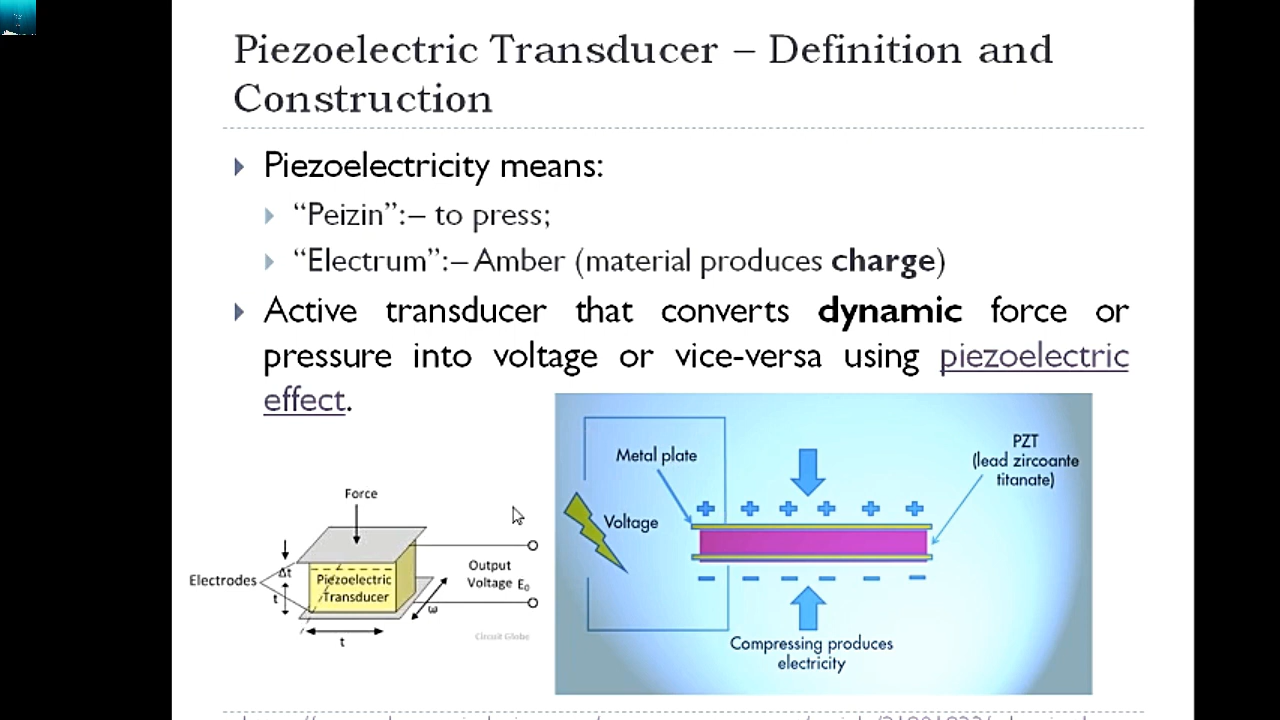 Piezoelectric Transducer – Definition and
Construction
Piezoelectricity means:
“Peizin”:– to press;
“Electrum”:– Amber (material produces charge)
Active transducer that converts dynamic force or
pressure into voltage or vice-versa using piezoelectric
effect.
Force
Electrodes
Δt
t
Piezoelectric
Transducer
t
ω
Output
Voltage E₀
Circuit Globe
Metal plate
PZT
(lead zircoante
titanate)
Voltage
+ + + + + +
– – – – – –
Compressing produces
electricity